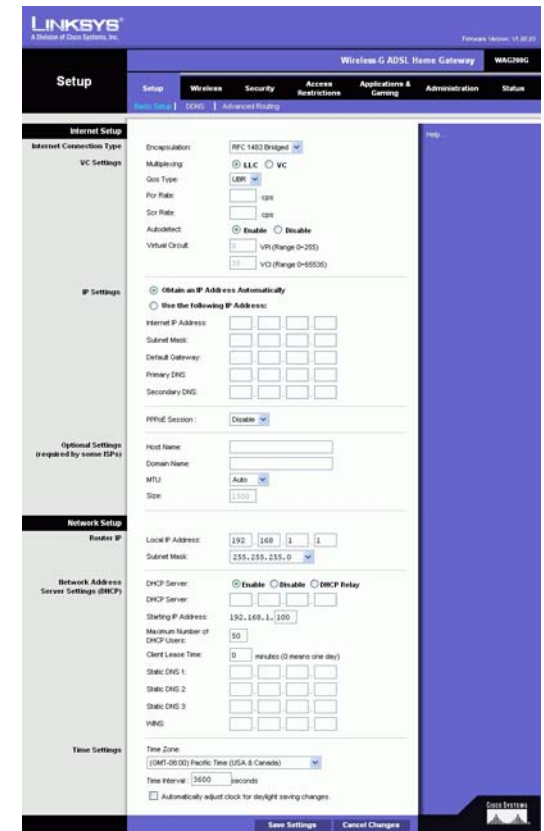 LINKSYS®
A Division of Cisco Systems, Inc.
Wireless-G ADSL Home Gateway WAG200G
Setup
Setup Wireless Security Access Restrictions Applications & Gaming Administration Status
Basic Setup | DDNS | Advanced Routing
Internet Setup
Help...
Internet Connection Type
Encapsulation: RFC 1483 Bridged
VC Settings
Multiplexing: LLC VC
Qos Type: UBR
Pcr Rate: cps
Scr Rate: cps
Autodetect: Enable Disable
Virtual Circuit: VPI (Range 0~255)
VCI (Range 0~65535)
IP Settings
Obtain an IP Address Automatically
Use the following IP Address:
Internet IP Address:
Subnet Mask:
Default Gateway:
Primary DNS:
Secondary DNS:
PPPoE Session : Disable
Optional Settings
(required by some ISPs)
Host Name:
Domain Name:
MTU: Auto
Size: 1500
Network Setup
Router IP
Local IP Address: 192 . 168 . 1 . 1
Subnet Mask: 255.255.255.0
Network Address
Server Settings (DHCP)
DHCP Server: Enable Disable DHCP Relay
DHCP Server:
Starting IP Address: 192.168.1. 100
Maximum Number of
DHCP Users: 50
Client Lease Time: 0 minutes (0 means one day)
Static DNS 1:
Static DNS 2:
Static DNS 3:
WINS:
Time Settings
Time Zone:
(GMT-08:00) Pacific Time (USA & Canada)
Time Interval: 3600 seconds
Automatically adjust clock for daylight saving changes.
Save Settings Cancel Changes
Cisco Systems